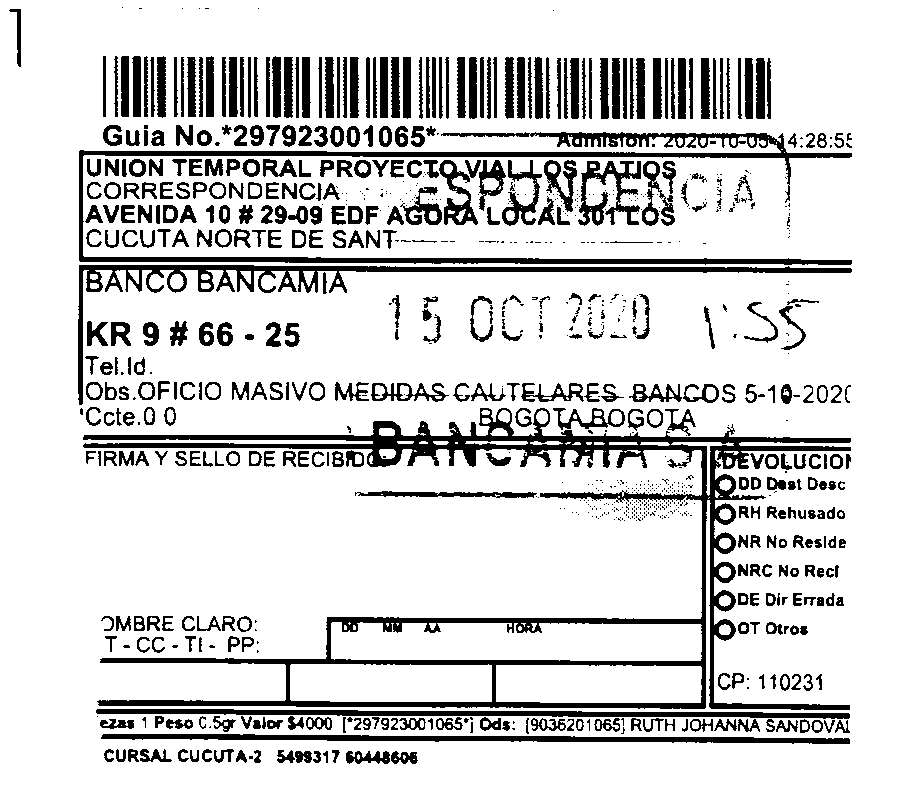 Guia No.*297923001065*
Admision: 2020-10-05 14:28:55
UNION TEMPORAL PROYECTO VIAL LOS PATIOS
CORRESPONDENCIA
ESPONDENCIA
AVENIDA 10 # 29-09 EDF AGORA LOCAL 301 LOS
CUCUTA NORTE DE SANT
BANCO BANCAMIA
15 OCT 2020 1:55
KR 9 # 66 - 25
Tel.Id.
Obs.OFICIO MASIVO MEDIDAS CAUTELARES BANCOS 5-10-2020
Ccte.0 0
BOGOTA.BOGOTA
BANCAMIA S A
FIRMA Y SELLO DE RECIBIDO
DEVOLUCION
DD Dest Desc
RH Rehusado
NR No Reside
NRC No Recl
DE Dir Errada
OT Otros
OMBRE CLARO:
T - CC - TI - PP:
DD MM AA HORA
CP: 110231
ezas 1 Peso 0.5gr Valor $4000 [*297923001065*] Ods: [9036201065] RUTH JOHANNA SANDOVAL
CURSAL CUCUTA-2 5499317 60448606